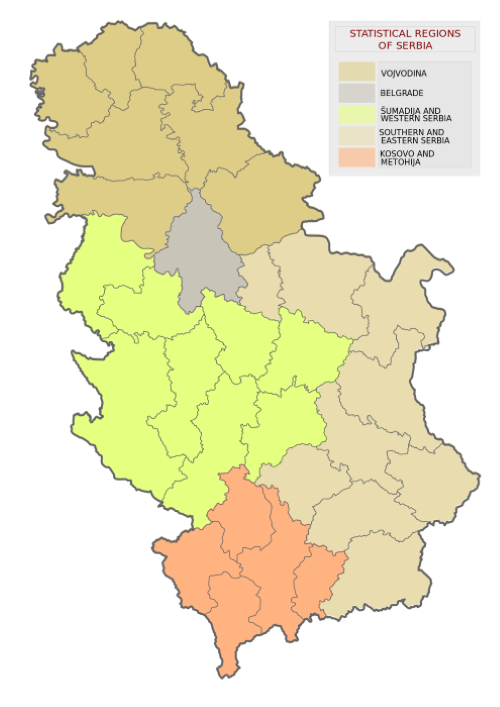 STATISTICAL REGIONS
OF SERBIA
VOJVODINA
BELGRADE
ŠUMADIJA AND
WESTERN SERBIA
SOUTHERN AND
EASTERN SERBIA
KOSOVO AND
METOHIJA